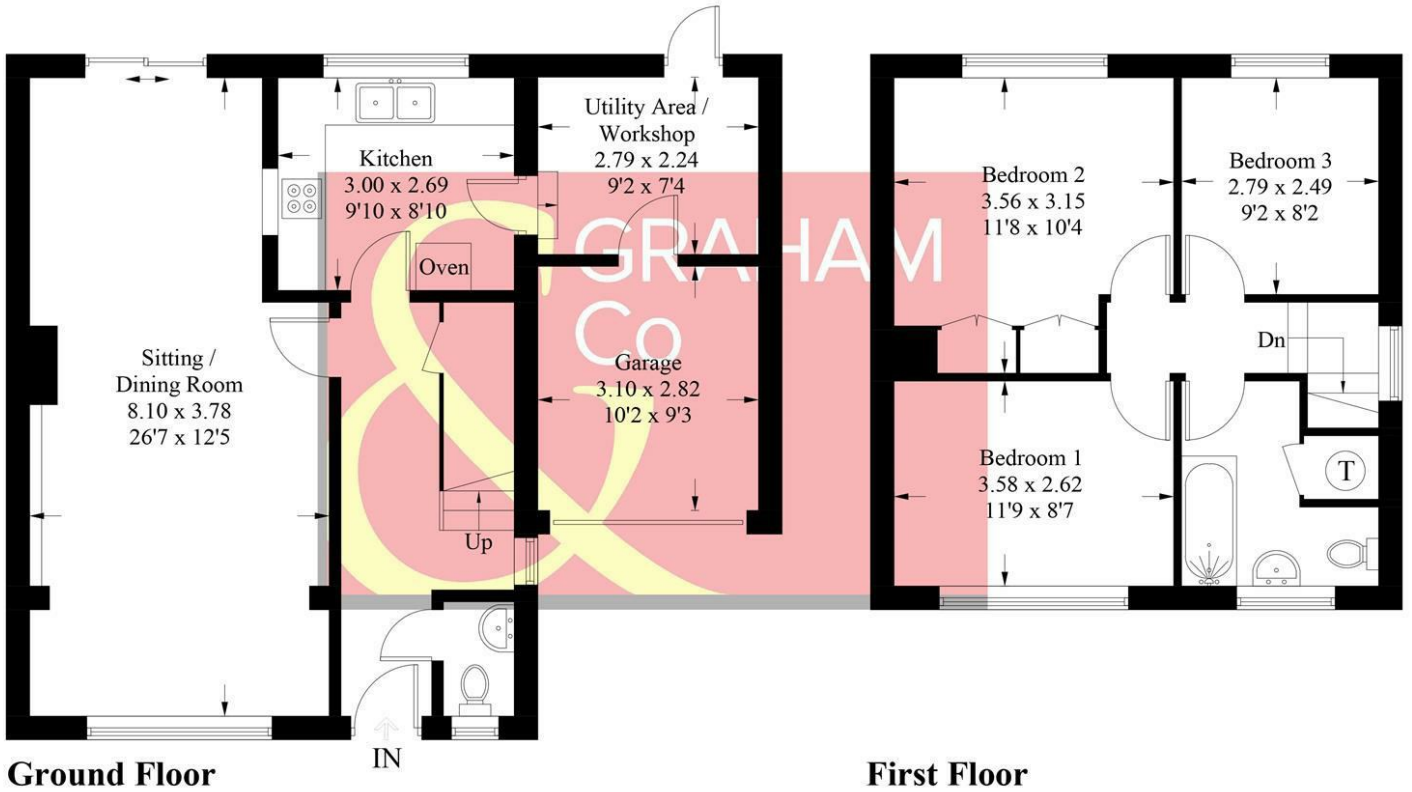 Utility Area /
Workshop
2.79 x 2.24
9'2 x 7'4
Kitchen
3.00 x 2.69
9'10 x 8'10
Oven
Sitting /
Dining Room
8.10 x 3.78
26'7 x 12'5
Garage
3.10 x 2.82
10'2 x 9'3
Up
IN
Ground Floor
& GRAHAM
Co
Bedroom 2
3.56 x 3.15
11'8 x 10'4
Bedroom 3
2.79 x 2.49
9'2 x 8'2
Dn
Bedroom 1
3.58 x 2.62
11'9 x 8'7
T
First Floor